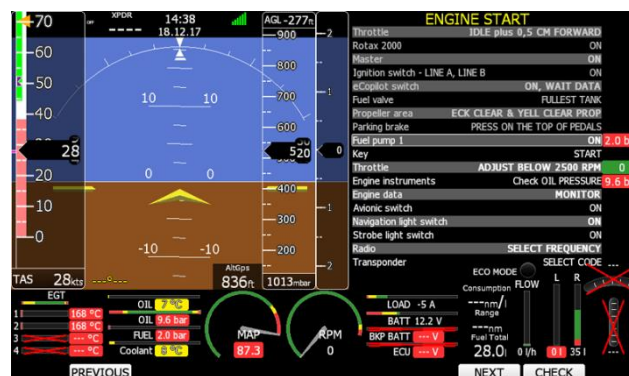 70
OFF
XPDR
----
14:38
18.12.17
AGL -277ft
900
2
60
800
50
10
10
700
1
40
600
28
520
0
20
0
0
400
10
300
1
0
-10
-10
200
2
TAS 28kts
---°
AltGps
836ft
1013mbar
ENGINE START
Throttle IDLE plus 0,5 CM FORWARD
Rotax 2000 ON
Master ON
Ignition switch - LINE A, LINE B ON
eCopilot switch ON, WAIT DATA
Fuel valve FULLEST TANK
Propeller area ECK CLEAR & YELL CLEAR PROP
Parking brake PRESS ON THE TOP OF PEDALS
Fuel pump 1 ON 2.0 b
Key START
Throttle ADJUST BELOW 2500 RPM 0
Engine instruments Check OIL PRESSURE 9.6 b
Engine data MONITOR
Avionic switch ON
Navigation light switch ON
Strobe light switch ON
Radio SELECT FREQUENCY
Transponder SELECT CODE ---
EGT
1 168 °C
2 168 °C
3 --- °C
4 --- °C
OIL 7 °C
OIL 9.6 bar
FUEL 2.0 bar
Coolant 8 °C
MAP
87.3
RPM
0
LOAD -5 A
BATT 12.2 V
BKP BATT --- V
ECU --- V
ECO MODE
Consumption
---nm/l
Range
---nm
Fuel Total
28.0l
FLOW
0 l/h
L R
0 l 35 l
PREVIOUS
NEXT
CHECK